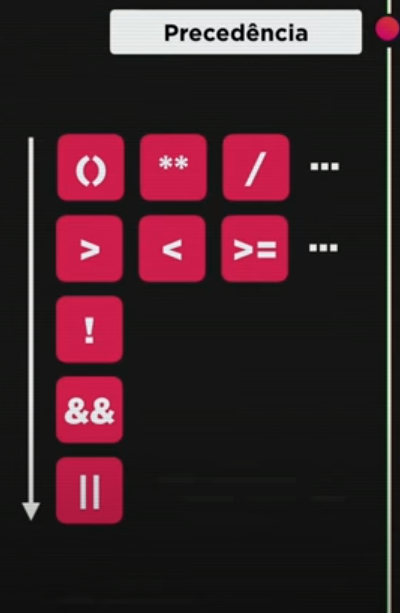 Precedência
() ** / ...
> < >= ...
!
&&
||